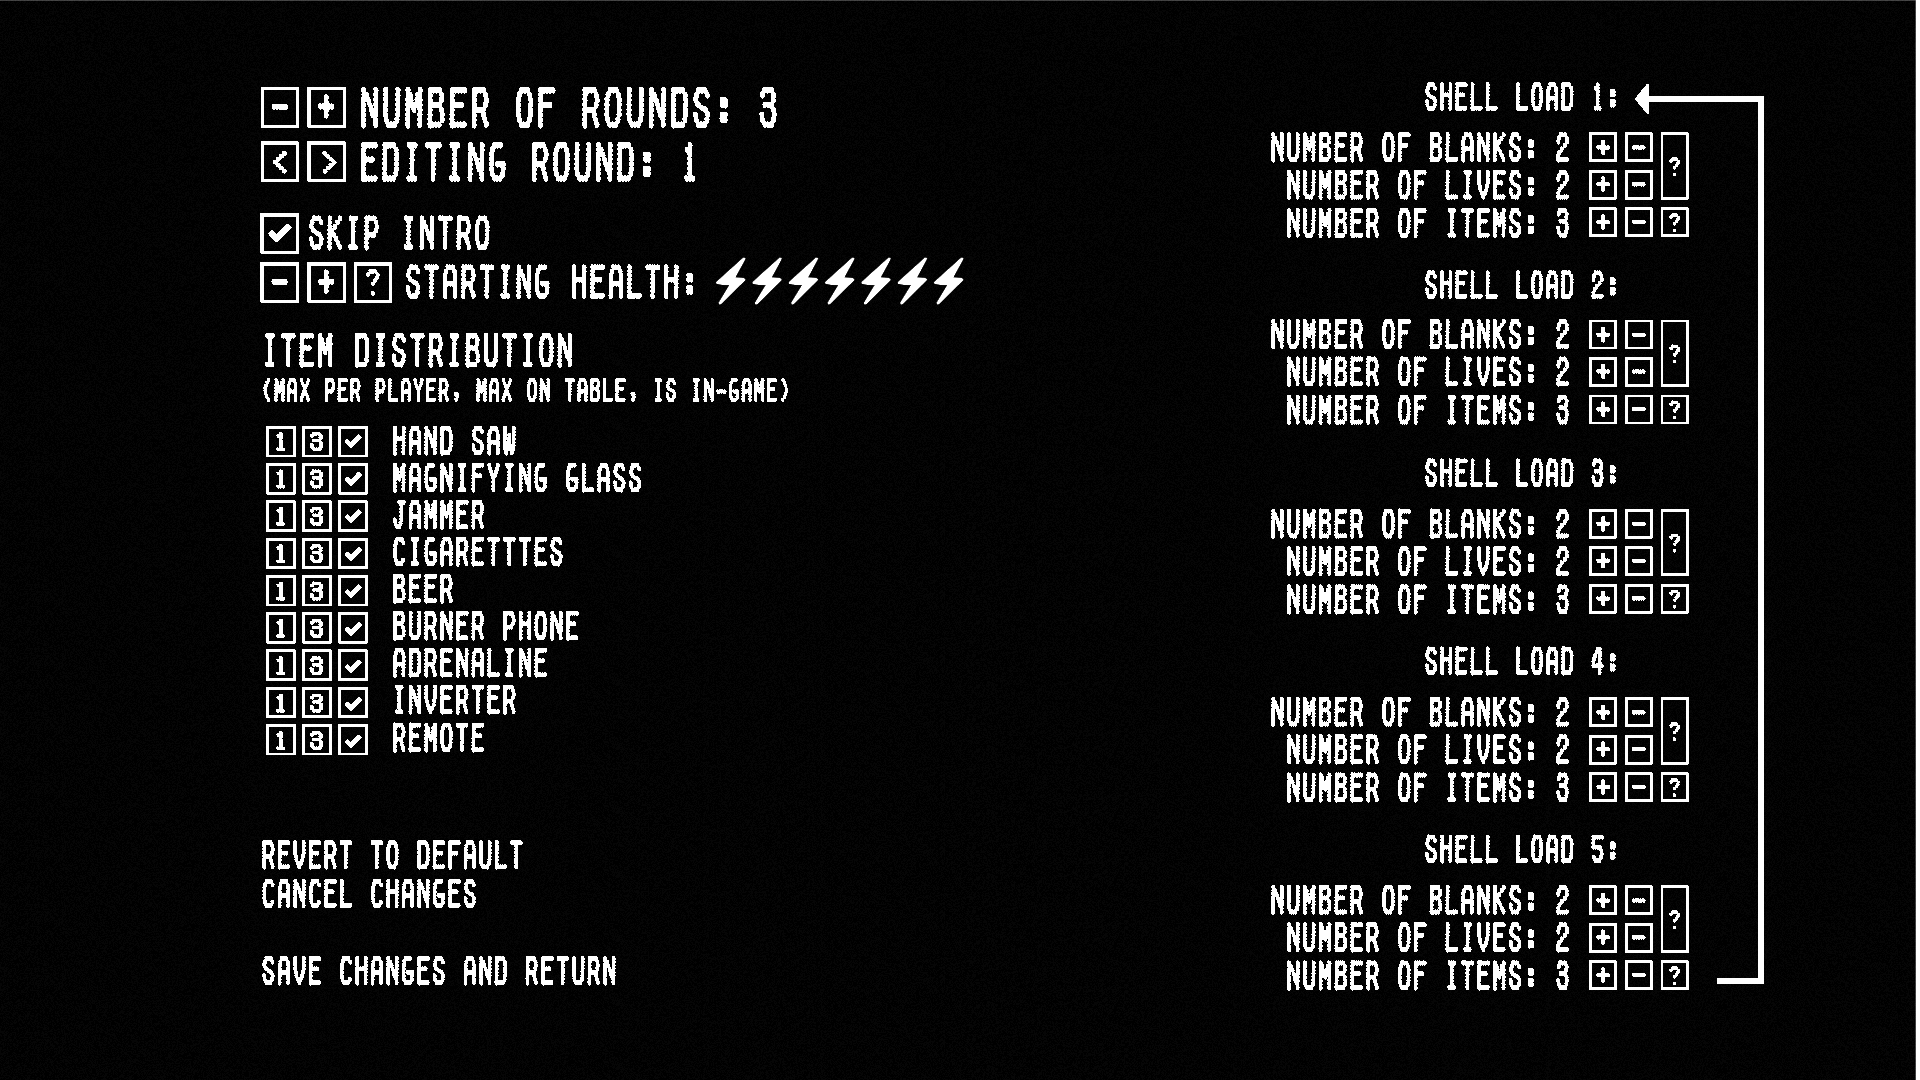 - + NUMBER OF ROUNDS: 3
< > EDITING ROUND: 1
SKIP INTRO
- + ? STARTING HEALTH:
ITEM DISTRIBUTION
(MAX PER PLAYER, MAX ON TABLE, IS IN-GAME)
1 3 HAND SAW
1 3 MAGNIFYING GLASS
1 3 JAMMER
1 3 CIGARETTTES
1 3 BEER
1 3 BURNER PHONE
1 3 ADRENALINE
1 3 INVERTER
1 3 REMOTE
REVERT TO DEFAULT
CANCEL CHANGES
SAVE CHANGES AND RETURN
SHELL LOAD 1:
NUMBER OF BLANKS: 2 + - ?
NUMBER OF LIVES: 2 + -
NUMBER OF ITEMS: 3 + - ?
SHELL LOAD 2:
NUMBER OF BLANKS: 2 + - ?
NUMBER OF LIVES: 2 + -
NUMBER OF ITEMS: 3 + - ?
SHELL LOAD 3:
NUMBER OF BLANKS: 2 + - ?
NUMBER OF LIVES: 2 + -
NUMBER OF ITEMS: 3 + - ?
SHELL LOAD 4:
NUMBER OF BLANKS: 2 + - ?
NUMBER OF LIVES: 2 + -
NUMBER OF ITEMS: 3 + - ?
SHELL LOAD 5:
NUMBER OF BLANKS: 2 + - ?
NUMBER OF LIVES: 2 + -
NUMBER OF ITEMS: 3 + - ?